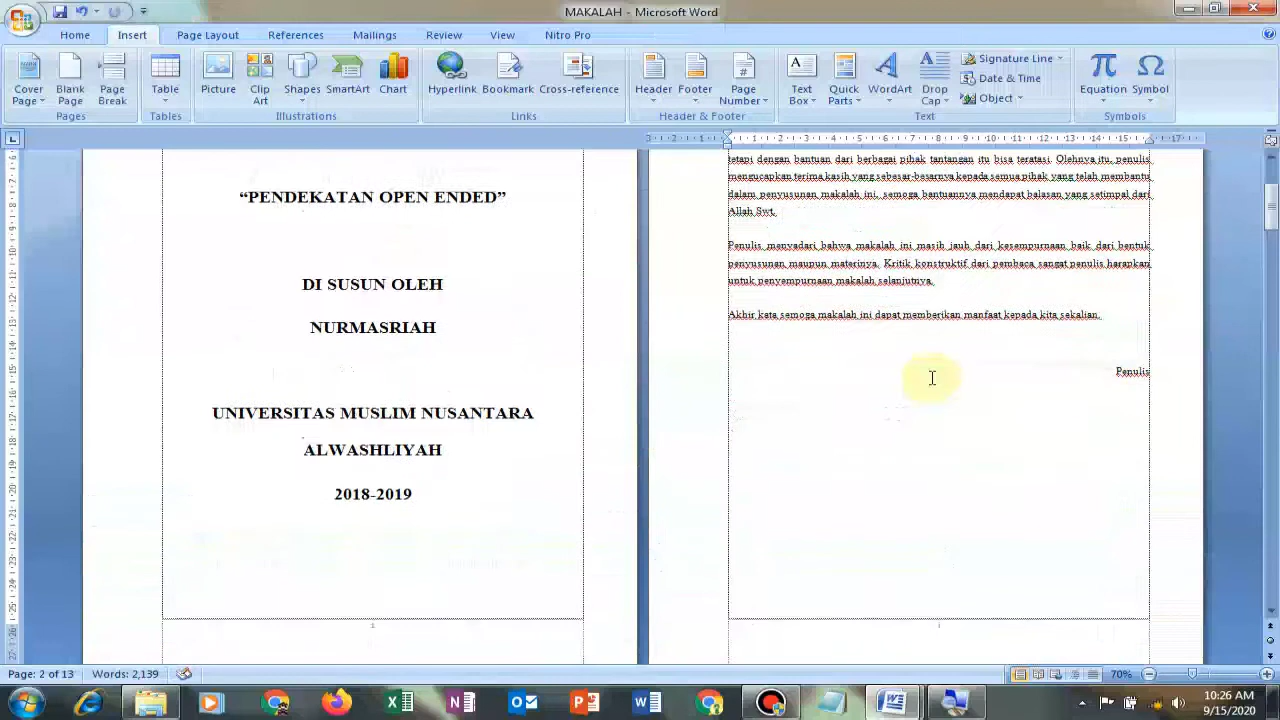 MAKALAH - Microsoft Word
Home Insert Page Layout References Mailings Review View Nitro Pro
Cover Page Blank Page Page Break
Table
Picture Clip Art Shapes SmartArt Chart
Hyperlink Bookmark Cross-reference
Header Footer Page Number
Text Box Quick Parts WordArt Drop Cap
Signature Line
Date & Time
Object
Equation Symbol
Pages Tables Illustrations Links Header & Footer Text Symbols
“PENDEKATAN OPEN ENDED”
DI SUSUN OLEH
NURMASRIAH
UNIVERSITAS MUSLIM NUSANTARA
ALWASHLIYAH
2018-2019
tetapi dengan bantuan dari berbagai pihak tantangan itu bisa teratasi. Olehnya itu, penulis
mengucapkan terima kasih yang sebesar-besarnya kepada semua pihak yang telah membantu
dalam penyusunan makalah ini, semoga bantuannya mendapat balasan yang setimpal dari
Allah Swt.
Penulis menyadari bahwa makalah ini masih jauh dari kesempurnaan baik dari bentuk
penyusunan maupun materinya. Kritik konstruktif dari pembaca sangat penulis harapkan
untuk penyempurnaan makalah selanjutnya.
Akhir kata semoga makalah ini dapat memberikan manfaat kepada kita sekalian.
Penulis
Page: 2 of 13 Words: 2,139 70%
10:26 AM
9/15/2020